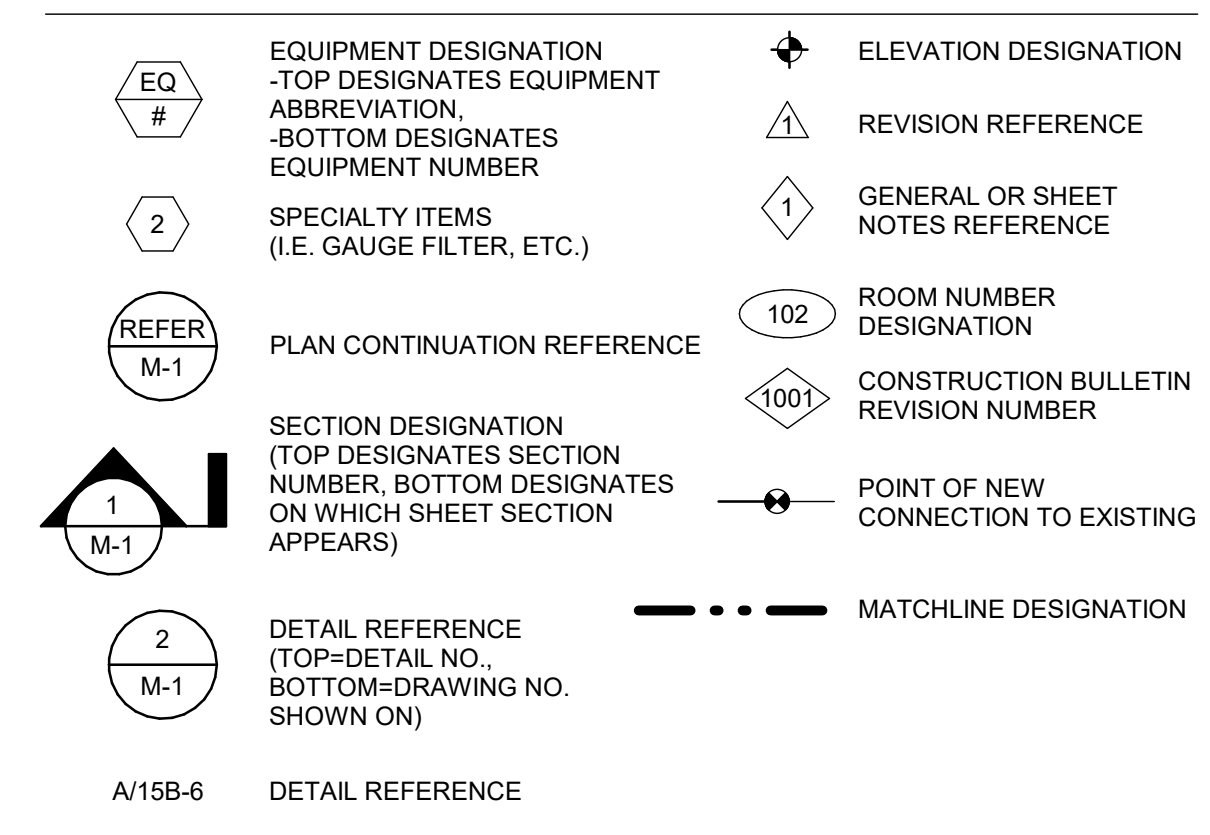 EQ
#
EQUIPMENT DESIGNATION
-TOP DESIGNATES EQUIPMENT
ABBREVIATION,
-BOTTOM DESIGNATES
EQUIPMENT NUMBER
2
SPECIALTY ITEMS
(I.E. GAUGE FILTER, ETC.)
REFER
M-1
PLAN CONTINUATION REFERENCE
1
M-1
SECTION DESIGNATION
(TOP DESIGNATES SECTION
NUMBER, BOTTOM DESIGNATES
ON WHICH SHEET SECTION
APPEARS)
2
M-1
DETAIL REFERENCE
(TOP=DETAIL NO.,
BOTTOM=DRAWING NO.
SHOWN ON)
A/15B-6
DETAIL REFERENCE
ELEVATION DESIGNATION
1
REVISION REFERENCE
1
GENERAL OR SHEET
NOTES REFERENCE
102
ROOM NUMBER
DESIGNATION
1001
CONSTRUCTION BULLETIN
REVISION NUMBER
POINT OF NEW
CONNECTION TO EXISTING
MATCHLINE DESIGNATION